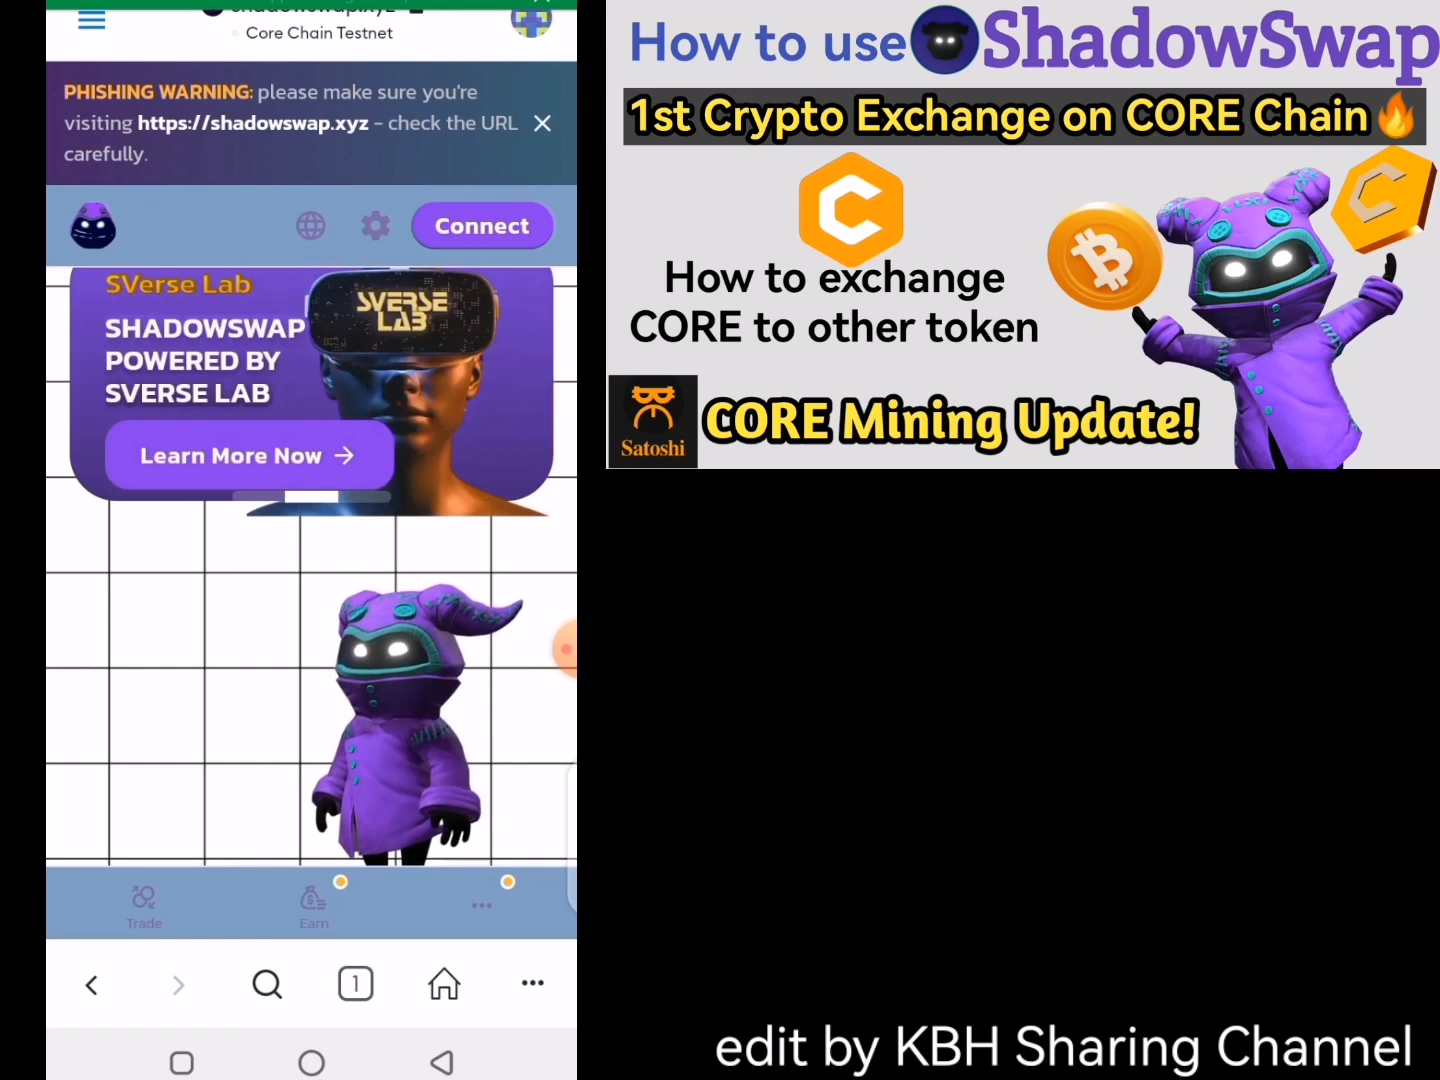 shadowswap.xyz
Core Chain Testnet
PHISHING WARNING: please make sure you're
visiting https://shadowswap.xyz - check the URL
carefully.
Connect
SVerse Lab
SHADOWSWAP
POWERED BY
SVERSE LAB
SVERSE
LAB
Learn More Now →
Trade
Earn
1
How to use ShadowSwap
1st Crypto Exchange on CORE Chain🔥
How to exchange
CORE to other token
Satoshi
CORE Mining Update!
edit by KBH Sharing Channel